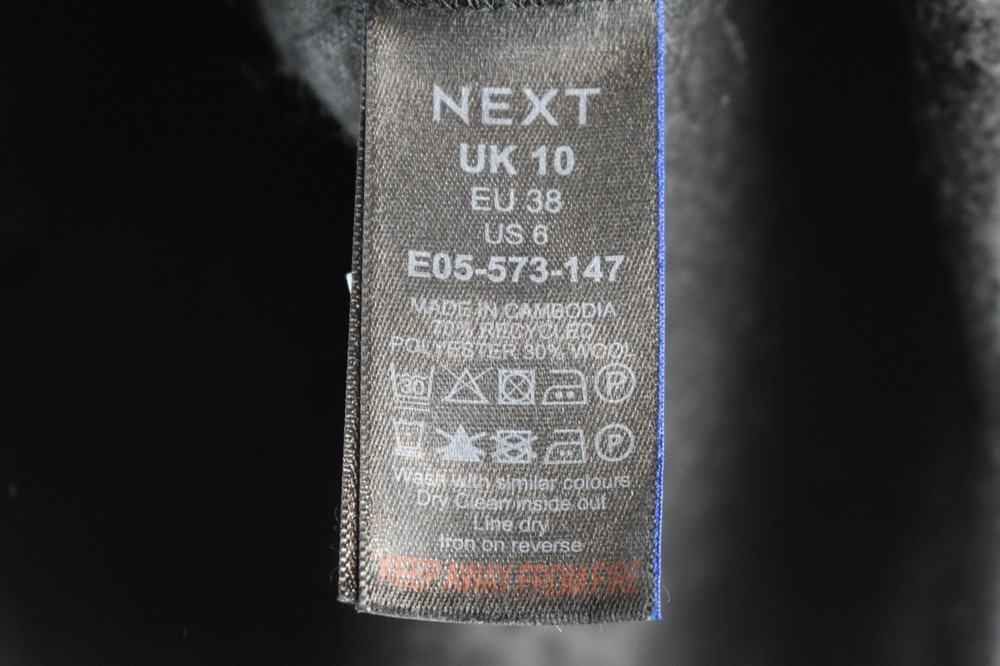 NEXT
UK 10
EU 38
US 6
E05-573-147
MADE IN CAMBODIA
70% RECYCLED
POLYESTER 30% WOOL
30 P
P
Wash with similar colours
Dry Clean inside out
Line dry
Iron on reverse
KEEP AWAY FROM FIRE